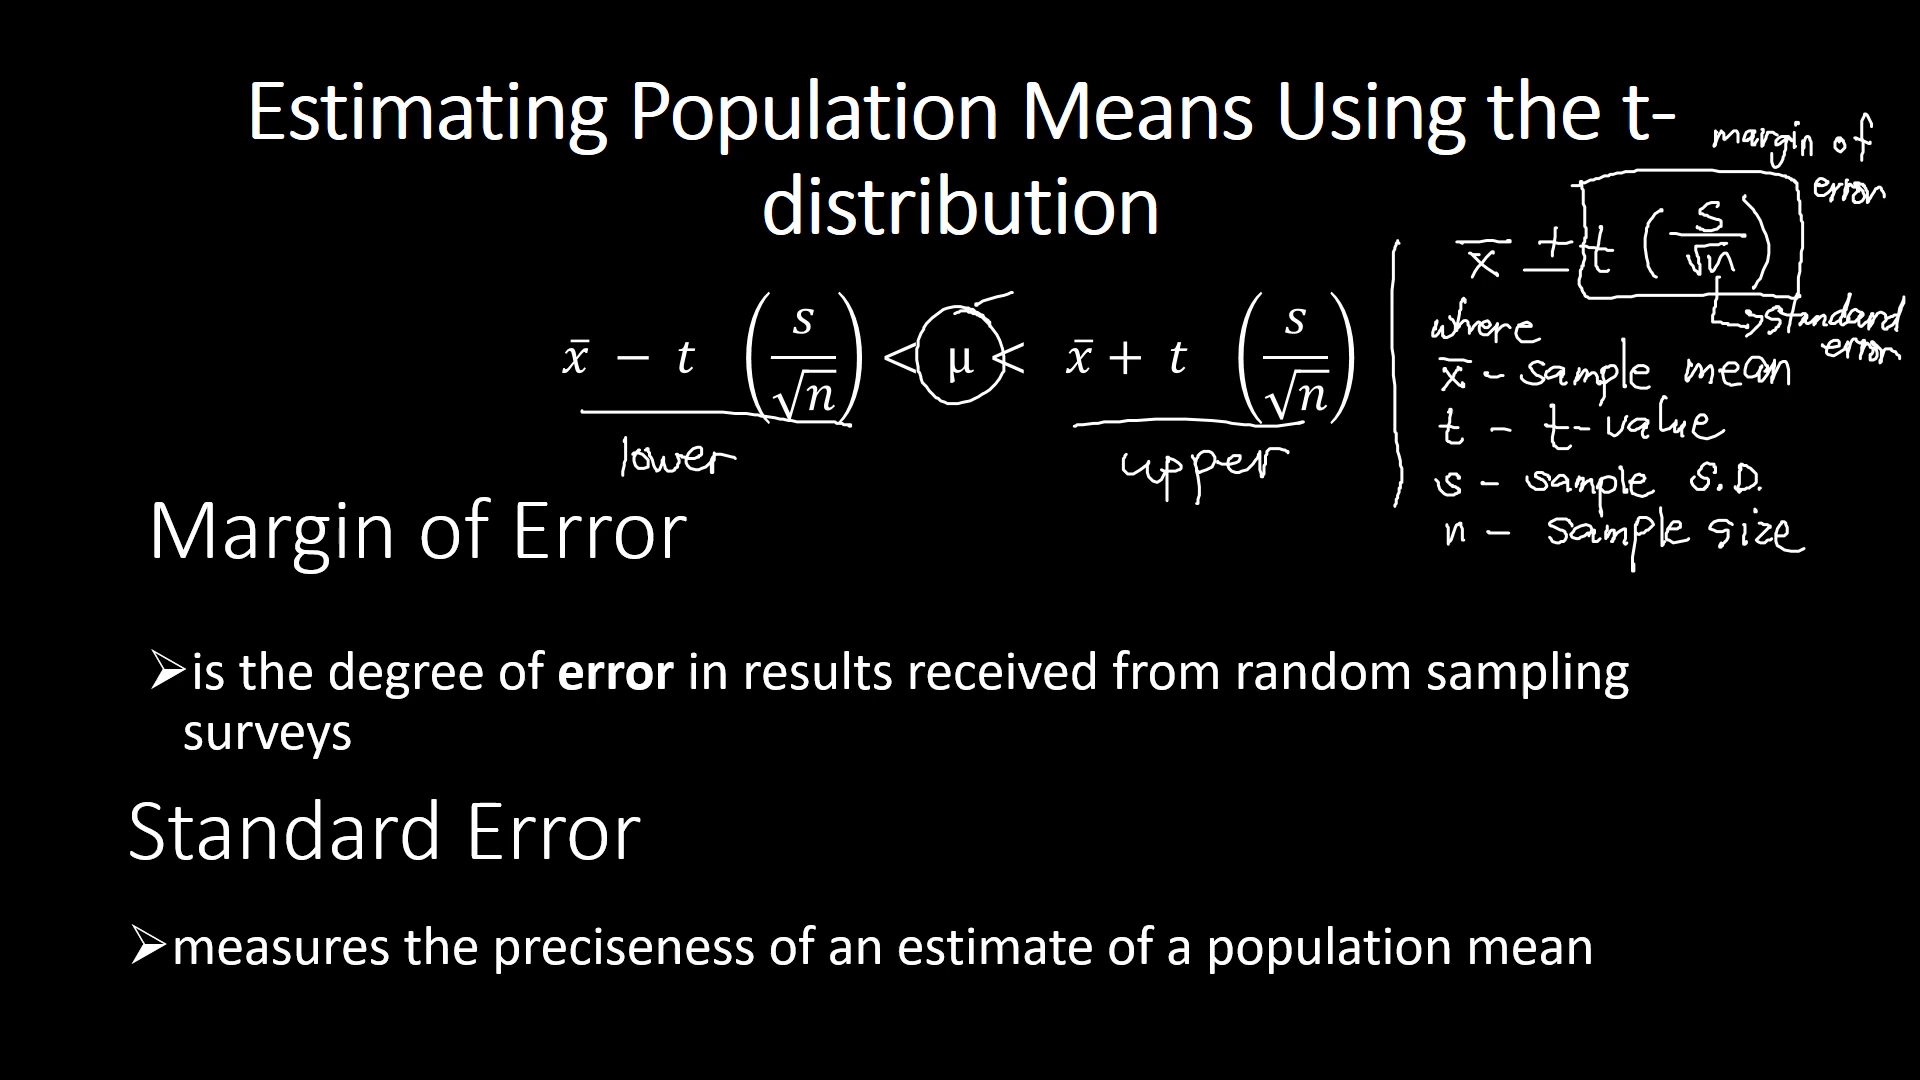 Estimating Population Means Using the t-
distribution
x̄ − t (s/√n) < μ < x̄ + t (s/√n)
lower
upper
margin of
error
x̄ ± t (s/√n)
standard
error
where
x̄ - sample mean
t - t-value
s - sample S.D.
n - sample size
Margin of Error
➢is the degree of error in results received from random sampling
surveys
Standard Error
➢measures the preciseness of an estimate of a population mean